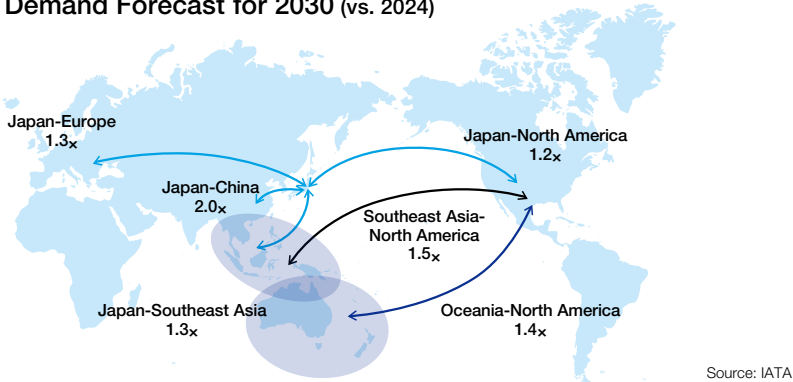 Demand Forecast for 2030 (vs. 2024)
Japan-Europe
1.3x
Japan-North America
1.2x
Japan-China
2.0x
Southeast Asia-
North America
1.5x
Japan-Southeast Asia
1.3x
Oceania-North America
1.4x
Source: IATA